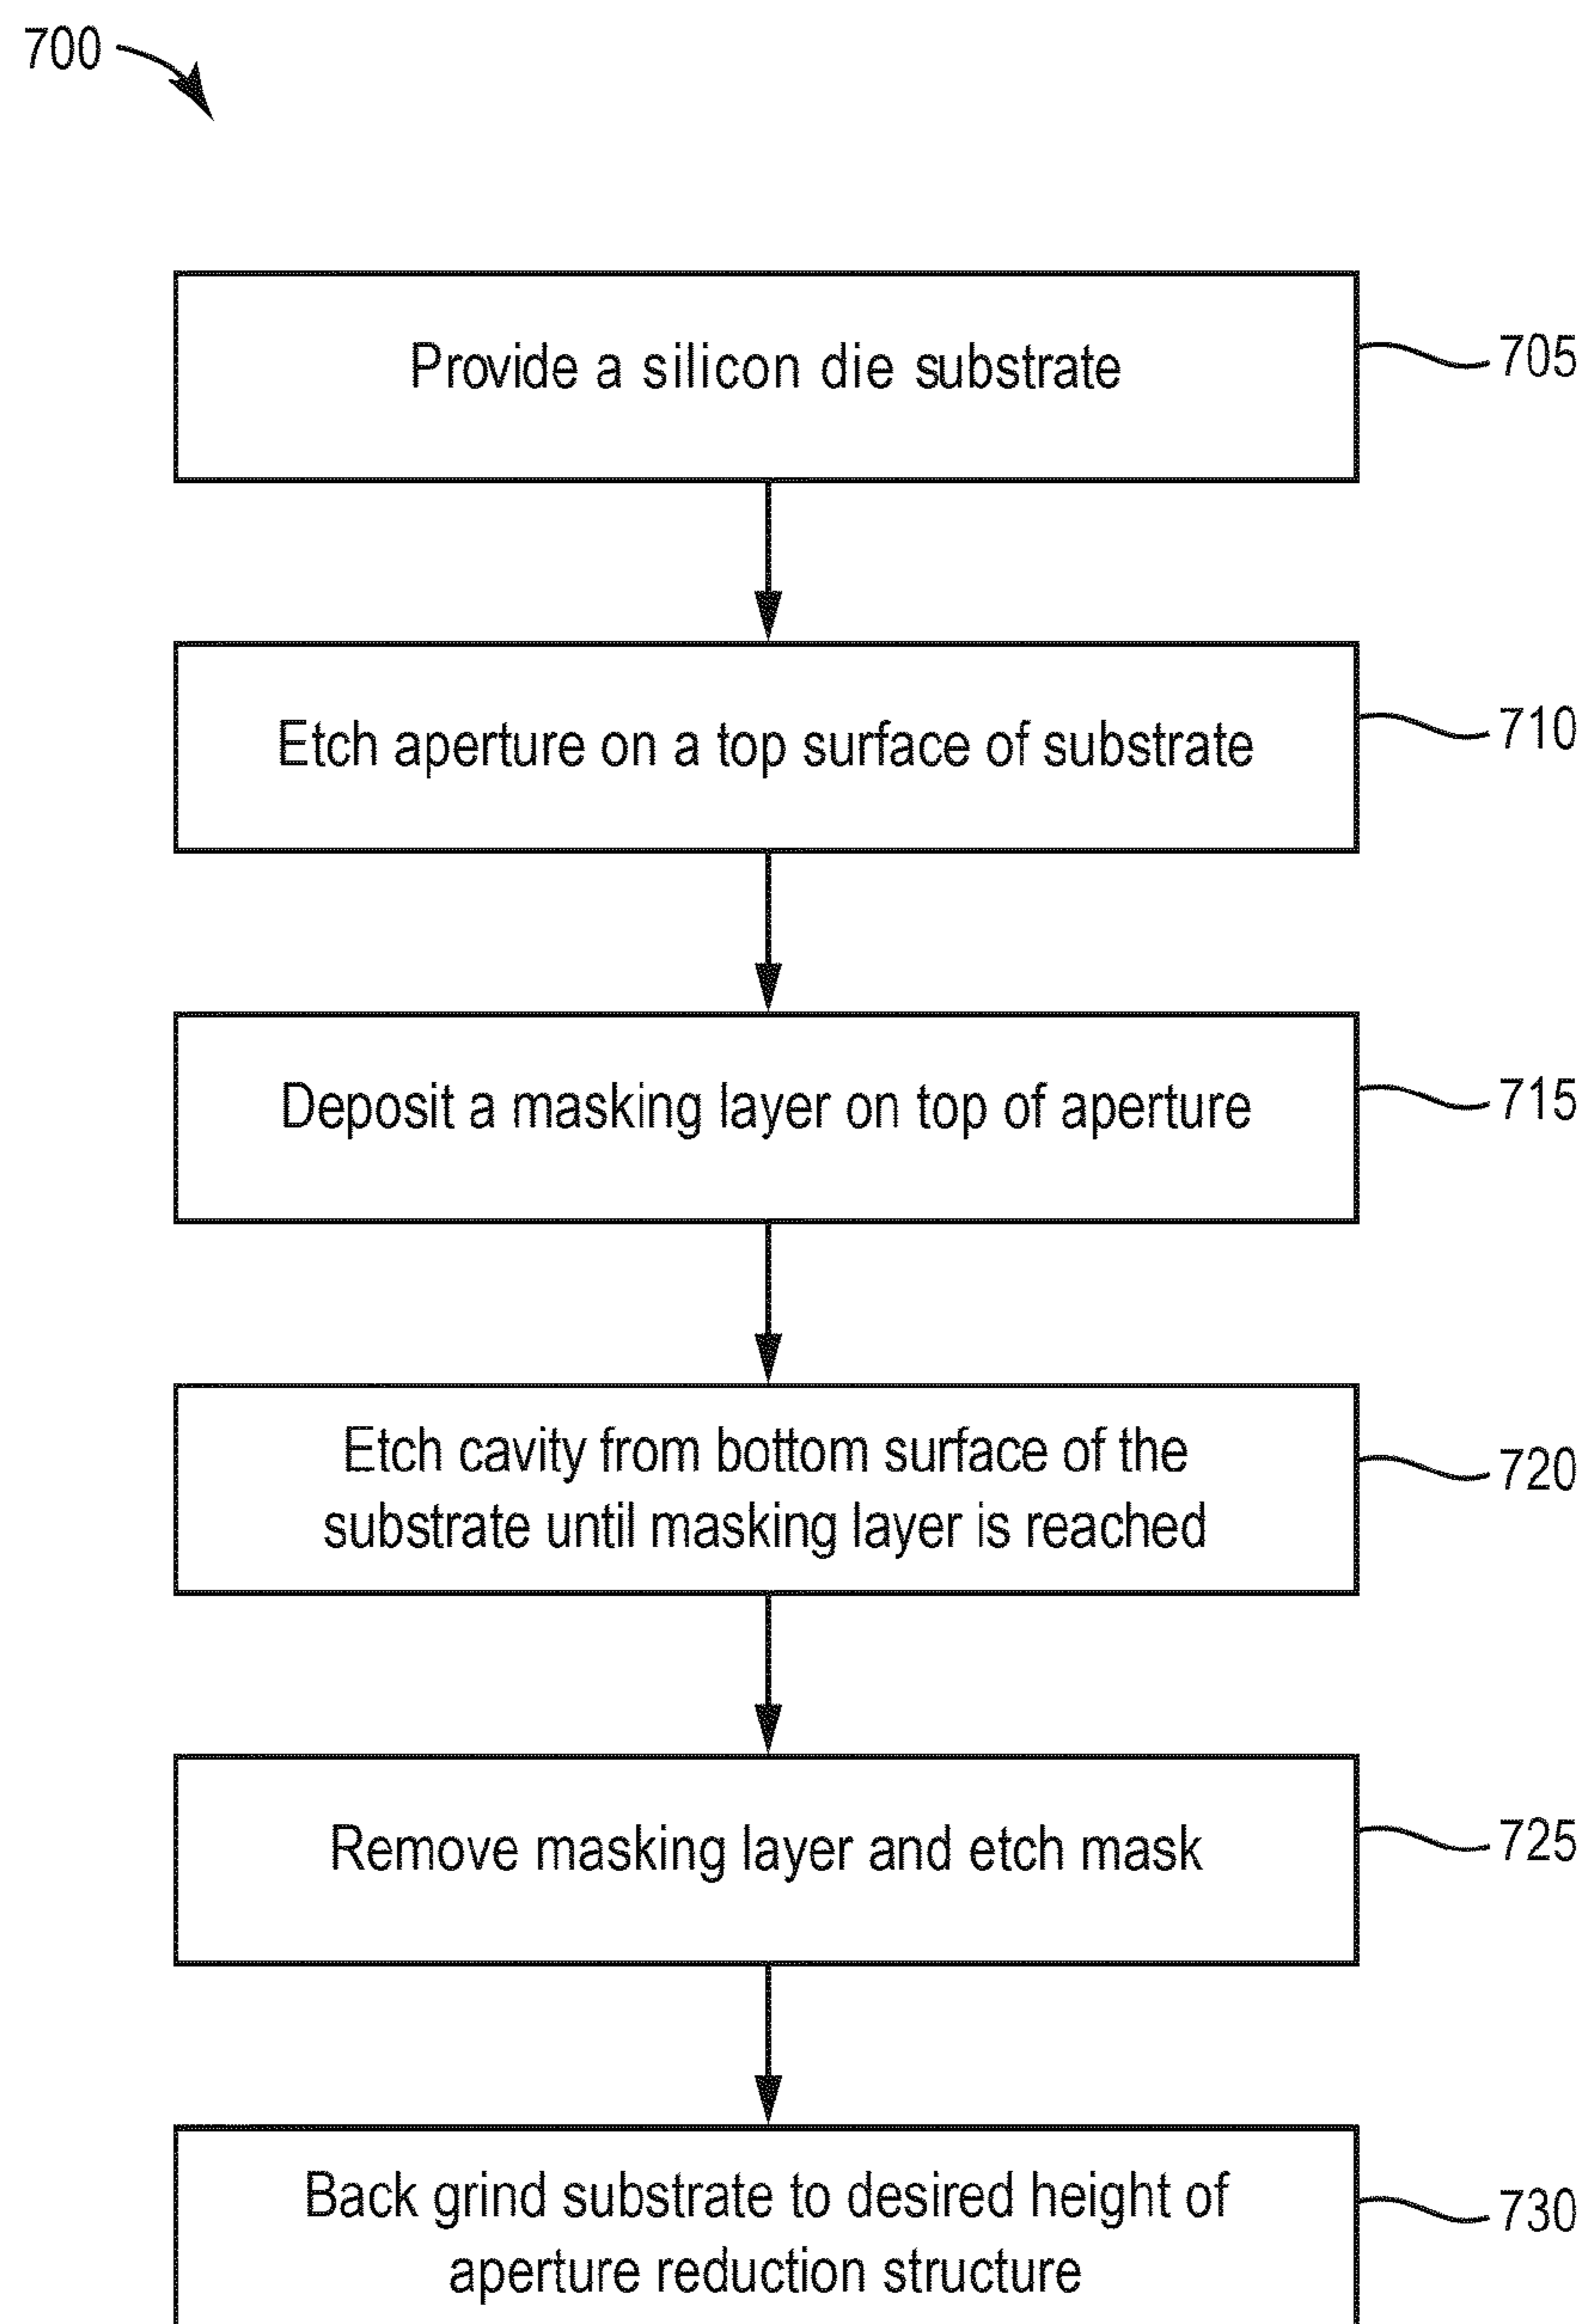 700
Provide a silicon die substrate
705
Etch aperture on a top surface of substrate
710
Deposit a masking layer on top of aperture
715
Etch cavity from bottom surface of the
substrate until masking layer is reached
720
Remove masking layer and etch mask
725
Back grind substrate to desired height of
aperture reduction structure
730